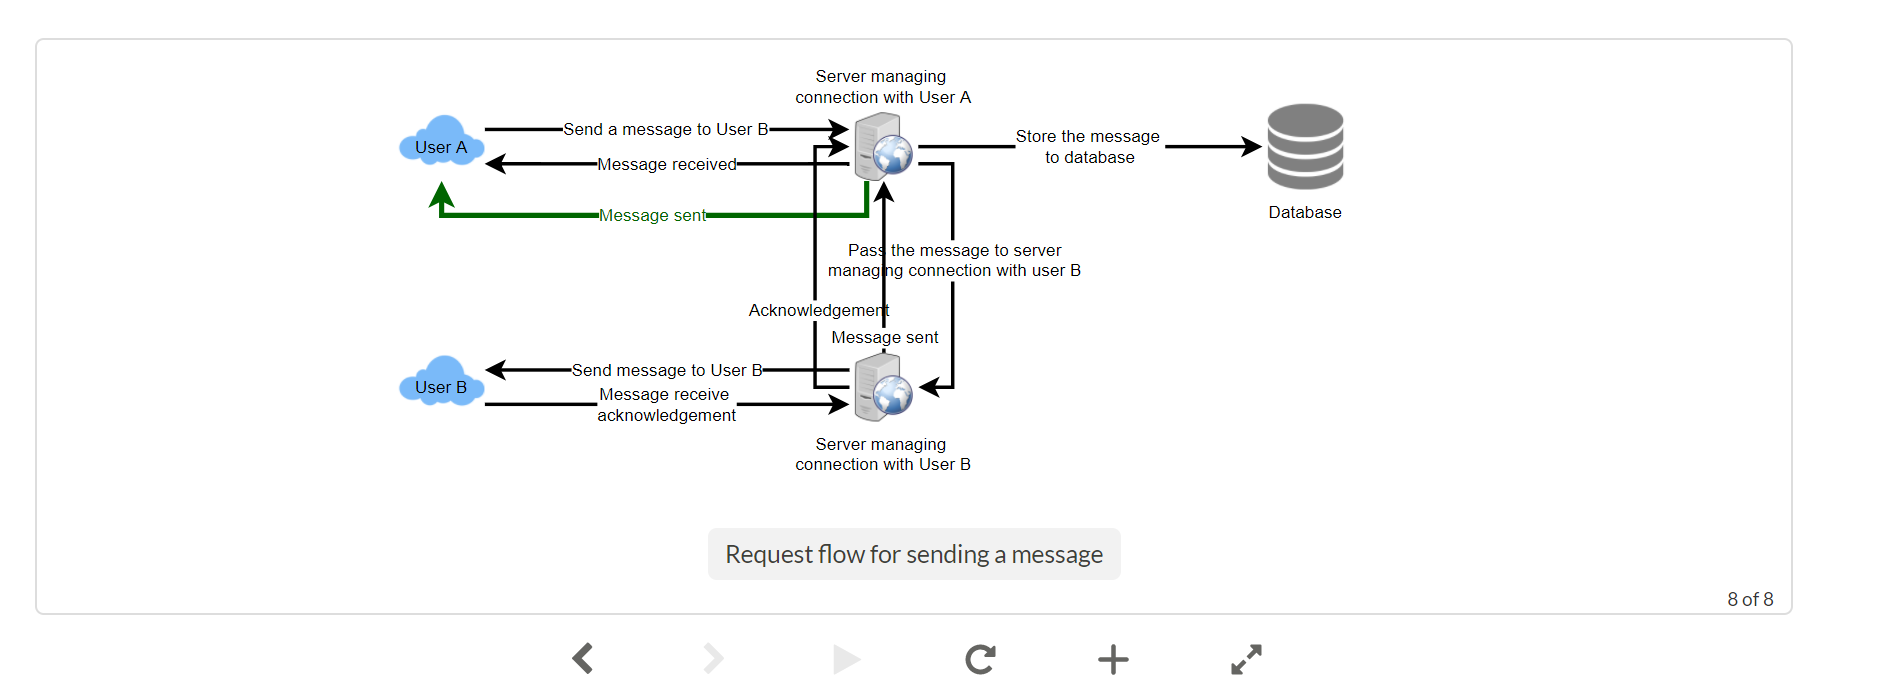 Server managing
connection with User A
Send a message to User B
User A
Message received
Store the message
to database
Message sent
Database
Pass the message to server
managing connection with user B
Acknowledgement
Message sent
Send message to User B
User B
Message receive
acknowledgement
Server managing
connection with User B
Request flow for sending a message
8 of 8